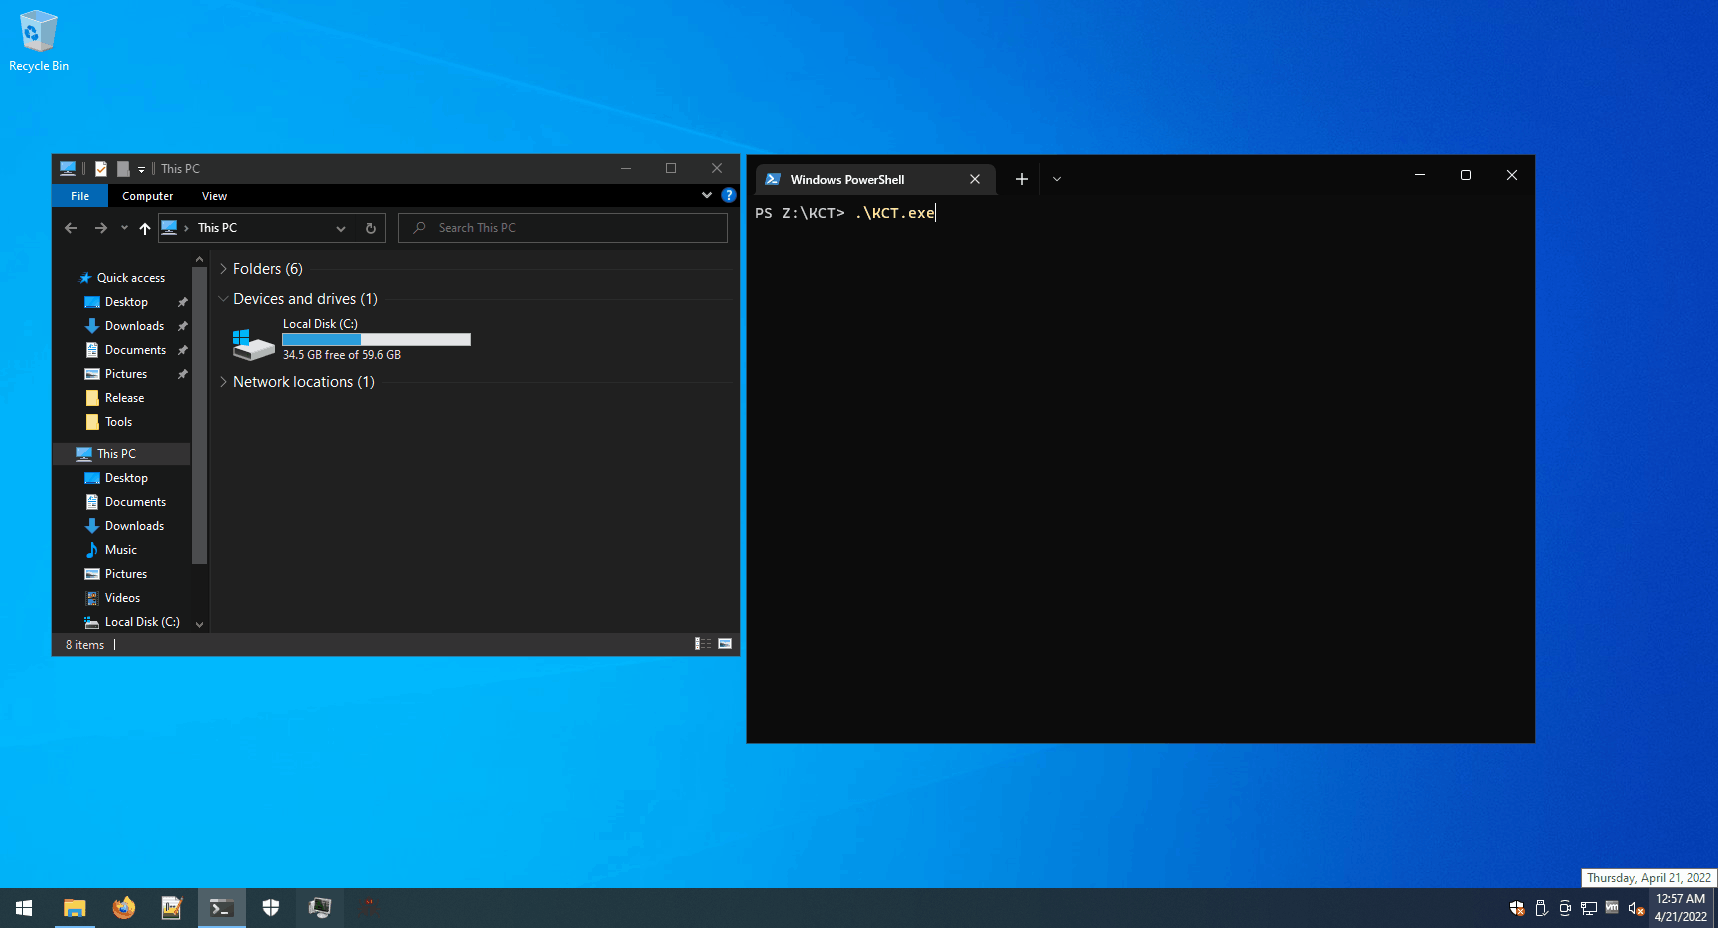 Recycle Bin
This PC
File Computer View
This PC
Search This PC
Quick access
Desktop
Downloads
Documents
Pictures
Release
Tools
This PC
Desktop
Documents
Downloads
Music
Pictures
Videos
Local Disk (C:)
Folders (6)
Devices and drives (1)
Local Disk (C:)
34.5 GB free of 59.6 GB
Network locations (1)
8 items
Windows PowerShell
PS Z:\KCT> .\KCT.exe
Thursday, April 21, 2022
vm
12:57 AM
4/21/2022